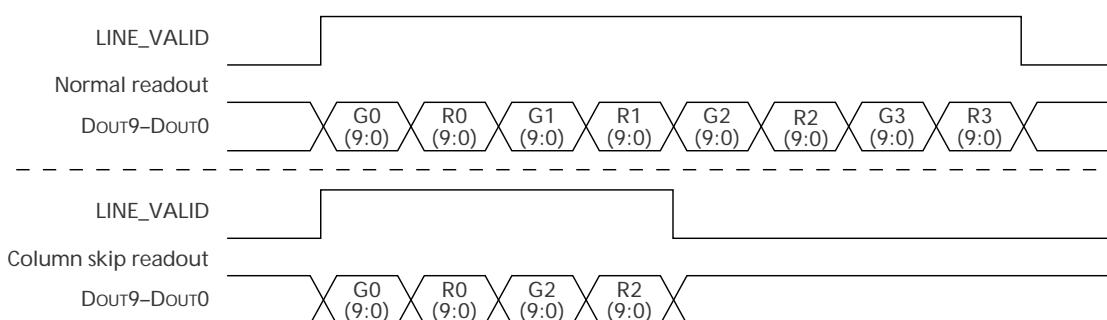 LINE_VALID
Normal readout
DOUT9–DOUT0
G0 R0 G1 R1 G2 R2 G3 R3
(9:0) (9:0) (9:0) (9:0) (9:0) (9:0) (9:0) (9:0)
LINE_VALID
Column skip readout
DOUT9–DOUT0
G0 R0 G2 R2
(9:0) (9:0) (9:0) (9:0)